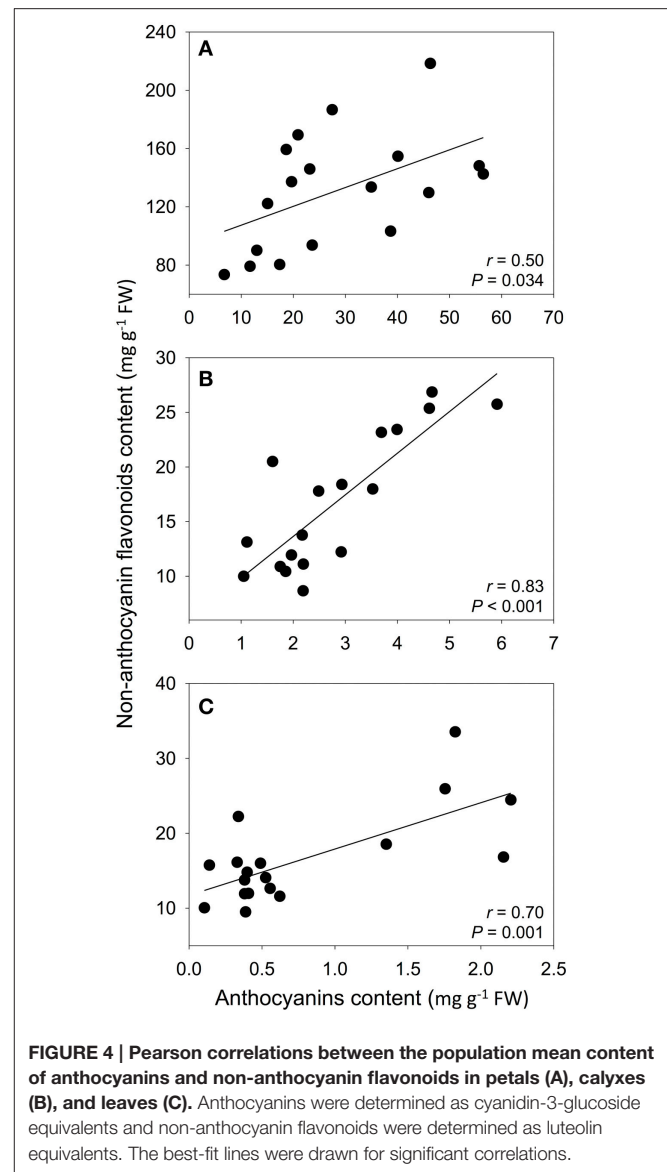 Non-anthocyanin flavonoids content (mg g⁻¹ FW)
A
240
200
160
120
80
r = 0.50
P = 0.034
0 10 20 30 40 50 60 70
B
30
25
20
15
10
r = 0.83
P < 0.001
0 1 2 3 4 5 6 7
C
40
30
20
10
r = 0.70
P = 0.001
0.0 0.5 1.0 1.5 2.0 2.5
Anthocyanins content (mg g⁻¹ FW)
FIGURE 4 | Pearson correlations between the population mean content
of anthocyanins and non-anthocyanin flavonoids in petals (A), calyxes
(B), and leaves (C). Anthocyanins were determined as cyanidin-3-glucoside
equivalents and non-anthocyanin flavonoids were determined as luteolin
equivalents. The best-fit lines were drawn for significant correlations.